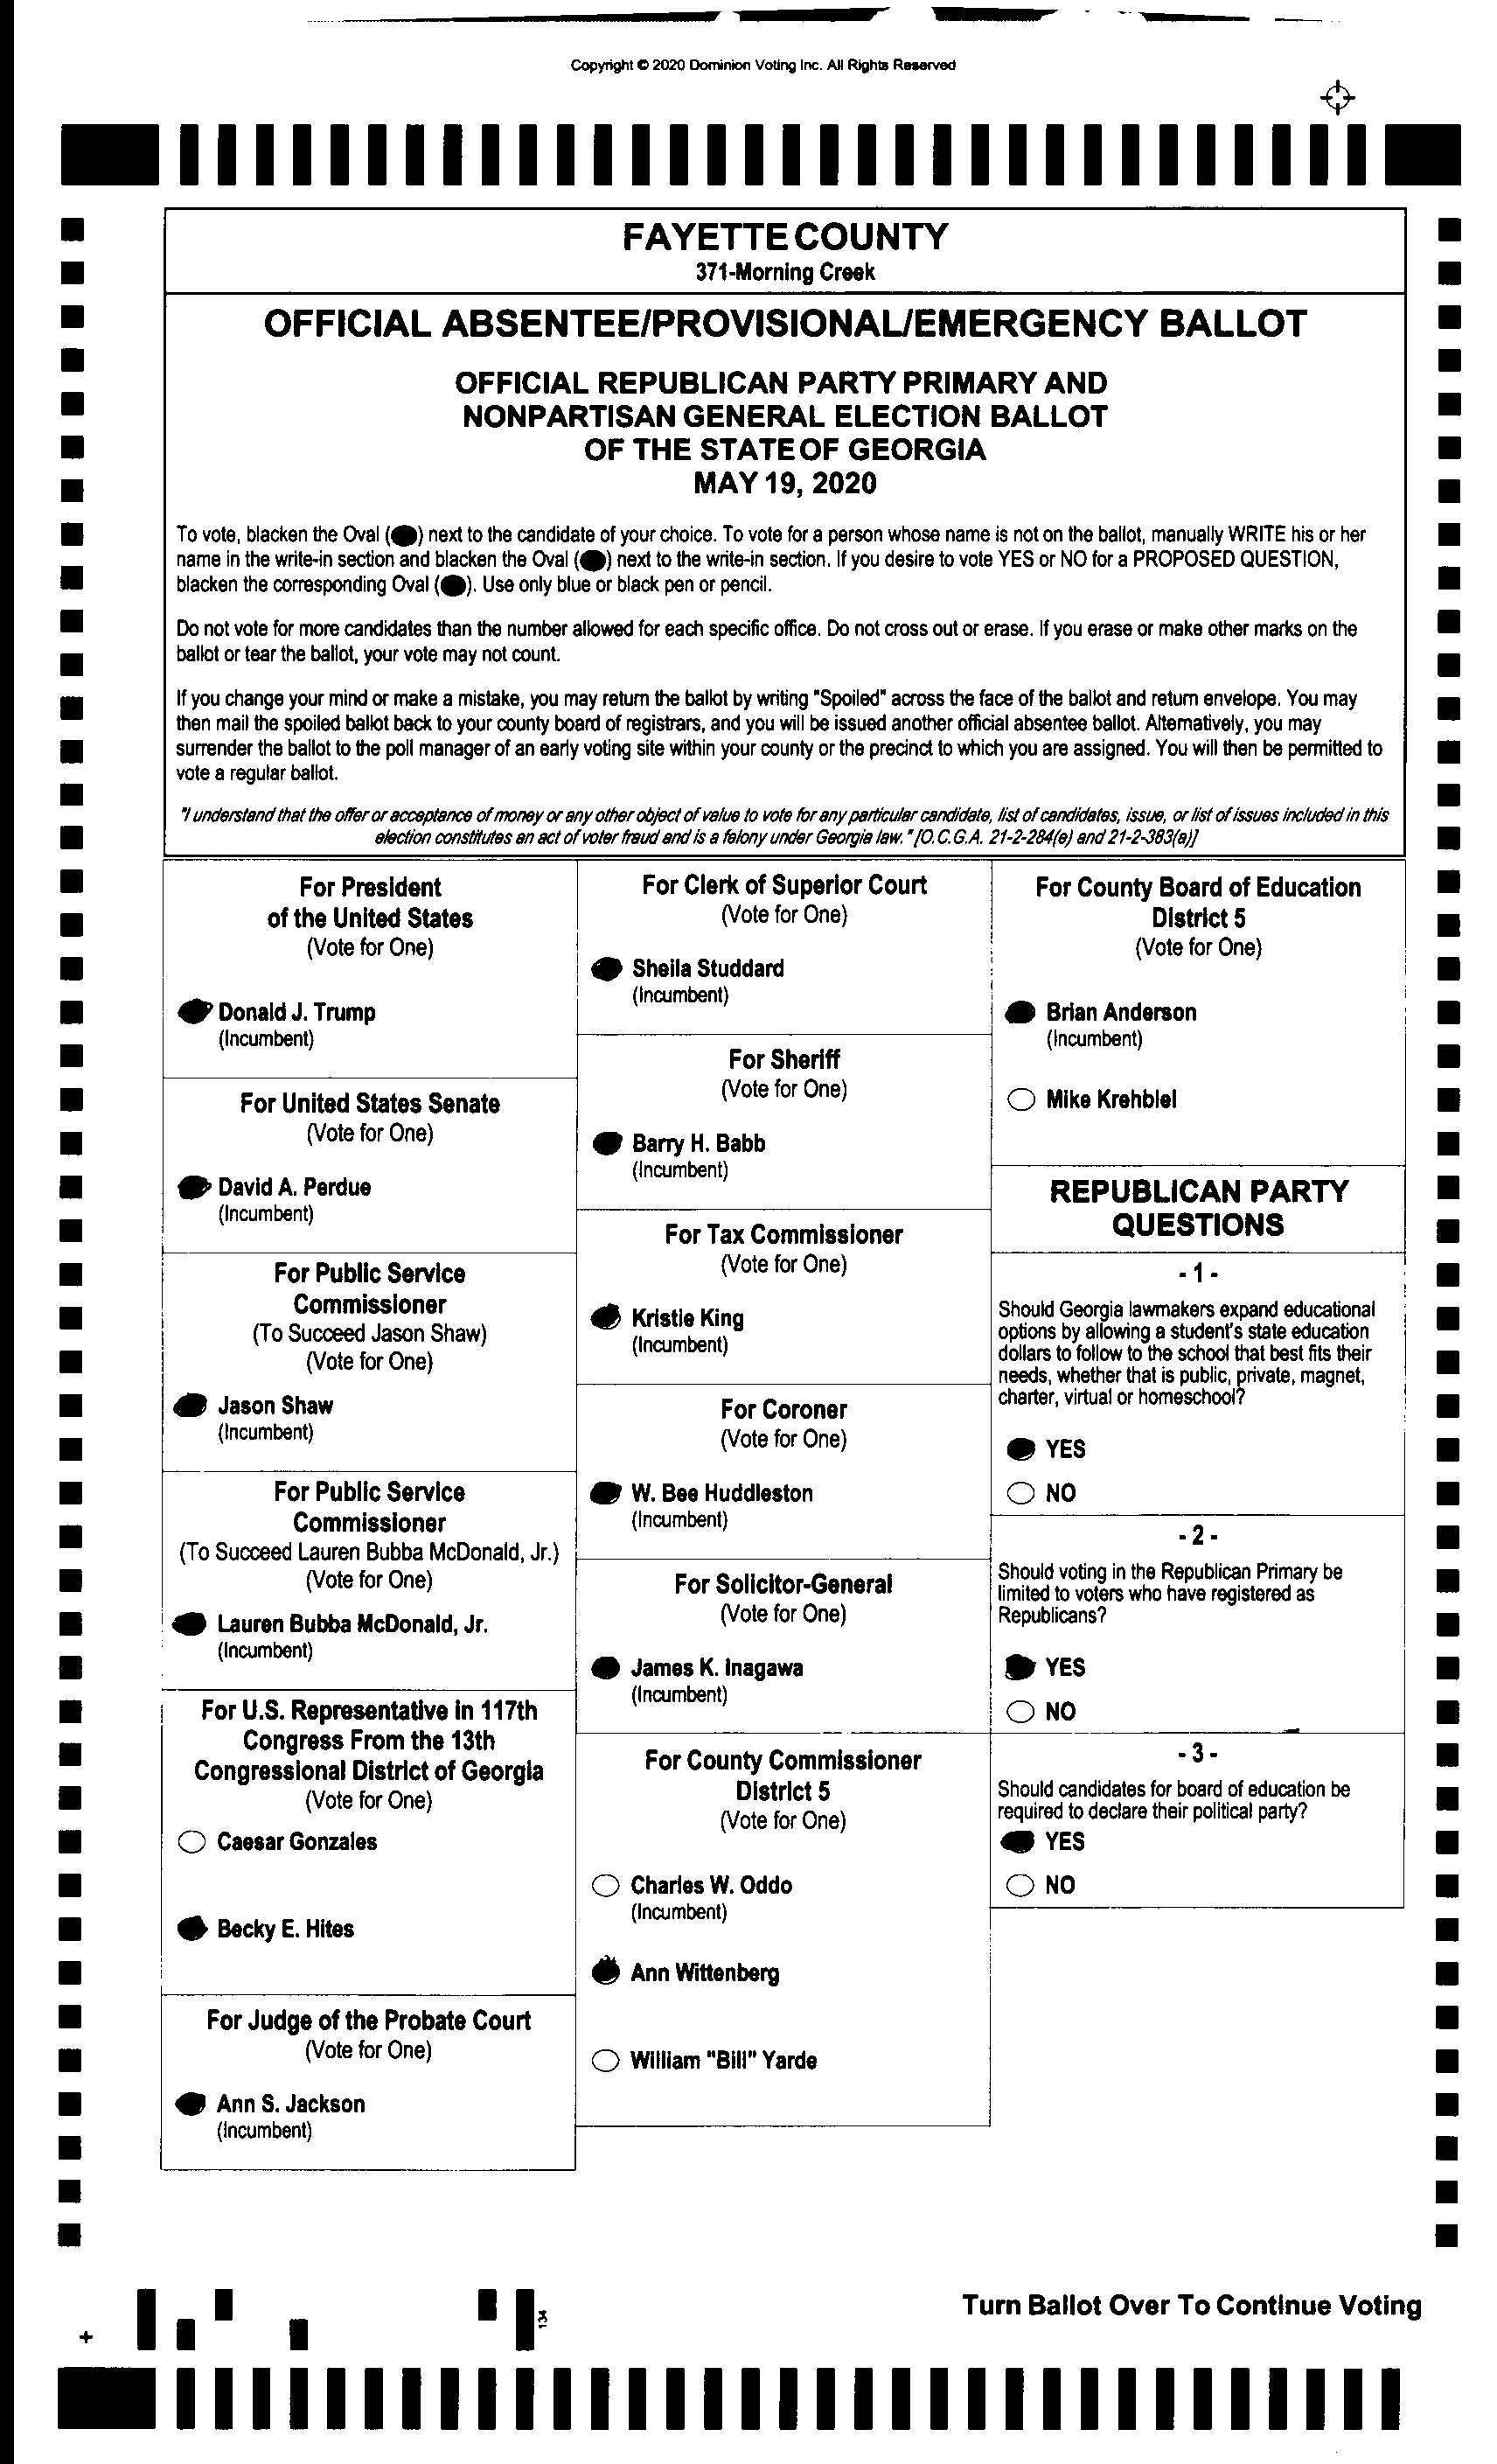 Copyright © 2020 Dominion Voting Inc. All Rights Reserved
FAYETTE COUNTY
371-Morning Creek
OFFICIAL ABSENTEE/PROVISIONAL/EMERGENCY BALLOT
OFFICIAL REPUBLICAN PARTY PRIMARY AND
NONPARTISAN GENERAL ELECTION BALLOT
OF THE STATE OF GEORGIA
MAY 19, 2020
To vote, blacken the Oval ( ) next to the candidate of your choice. To vote for a person whose name is not on the ballot, manually WRITE his or her
name in the write-in section and blacken the Oval ( ) next to the write-in section. If you desire to vote YES or NO for a PROPOSED QUESTION,
blacken the corresponding Oval ( ). Use only blue or black pen or pencil.
Do not vote for more candidates than the number allowed for each specific office. Do not cross out or erase. If you erase or make other marks on the
ballot or tear the ballot, your vote may not count.
If you change your mind or make a mistake, you may return the ballot by writing "Spoiled" across the face of the ballot and return envelope. You may
then mail the spoiled ballot back to your county board of registrars, and you will be issued another official absentee ballot. Alternatively, you may
surrender the ballot to the poll manager of an early voting site within your county or the precinct to which you are assigned. You will then be permitted to
vote a regular ballot.
"I understand that the offer or acceptance of money or any other object of value to vote for any particular candidate, list of candidates, issue, or list of issues included in this
election constitutes an act of voter fraud and is a felony under Georgia law." [O.C.G.A. 21-2-284(e) and 21-2-383(a)]
For President
of the United States
(Vote for One)
Donald J. Trump
(Incumbent)
For United States Senate
(Vote for One)
David A. Perdue
(Incumbent)
For Public Service
Commissioner
(To Succeed Jason Shaw)
(Vote for One)
Jason Shaw
(Incumbent)
For Public Service
Commissioner
(To Succeed Lauren Bubba McDonald, Jr.)
(Vote for One)
Lauren Bubba McDonald, Jr.
(Incumbent)
For U.S. Representative in 117th
Congress From the 13th
Congressional District of Georgia
(Vote for One)
Caesar Gonzales
Becky E. Hites
For Judge of the Probate Court
(Vote for One)
Ann S. Jackson
(Incumbent)
For Clerk of Superior Court
(Vote for One)
Sheila Studdard
(Incumbent)
For Sheriff
(Vote for One)
Barry H. Babb
(Incumbent)
For Tax Commissioner
(Vote for One)
Kristie King
(Incumbent)
For Coroner
(Vote for One)
W. Bee Huddleston
(Incumbent)
For Solicitor-General
(Vote for One)
James K. Inagawa
(Incumbent)
For County Commissioner
District 5
(Vote for One)
Charles W. Oddo
(Incumbent)
Ann Wittenberg
William "Bill" Yarde
For County Board of Education
District 5
(Vote for One)
Brian Anderson
(Incumbent)
Mike Krehbiel
REPUBLICAN PARTY
QUESTIONS
- 1 -
Should Georgia lawmakers expand educational
options by allowing a student's state education
dollars to follow to the school that best fits their
needs, whether that is public, private, magnet,
charter, virtual or homeschool?
YES
NO
- 2 -
Should voting in the Republican Primary be
limited to voters who have registered as
Republicans?
YES
NO
- 3 -
Should candidates for board of education be
required to declare their political party?
YES
NO
134
Turn Ballot Over To Continue Voting